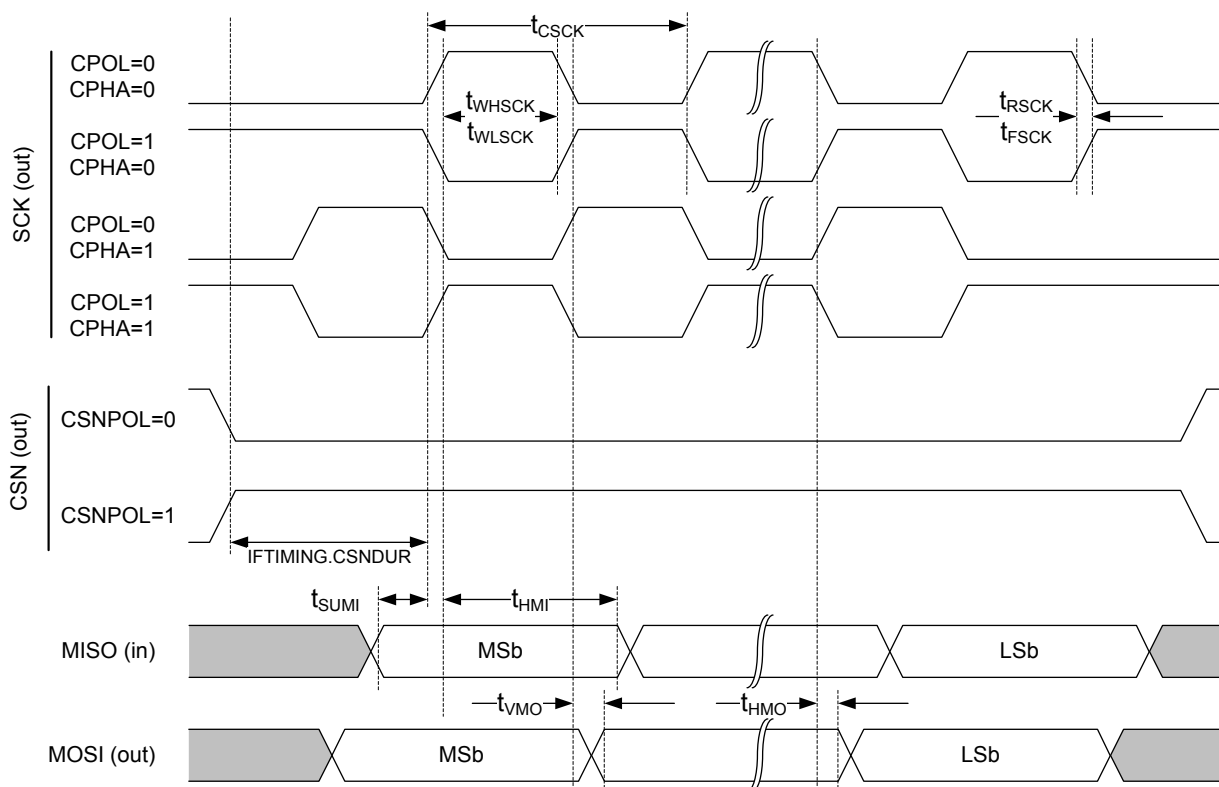 tCSCK
SCK (out)
CPOL=0
CPHA=0
tWHSCK
tWLSCK
tRSCK
tFSCK
CPOL=1
CPHA=0
CPOL=0
CPHA=1
CPOL=1
CPHA=1
CSN (out)
CSNPOL=0
CSNPOL=1
IFTIMING.CSNDUR
tSUMI
tHMI
MISO (in)
MSb
LSb
tVMO
tHMO
MOSI (out)
MSb
LSb